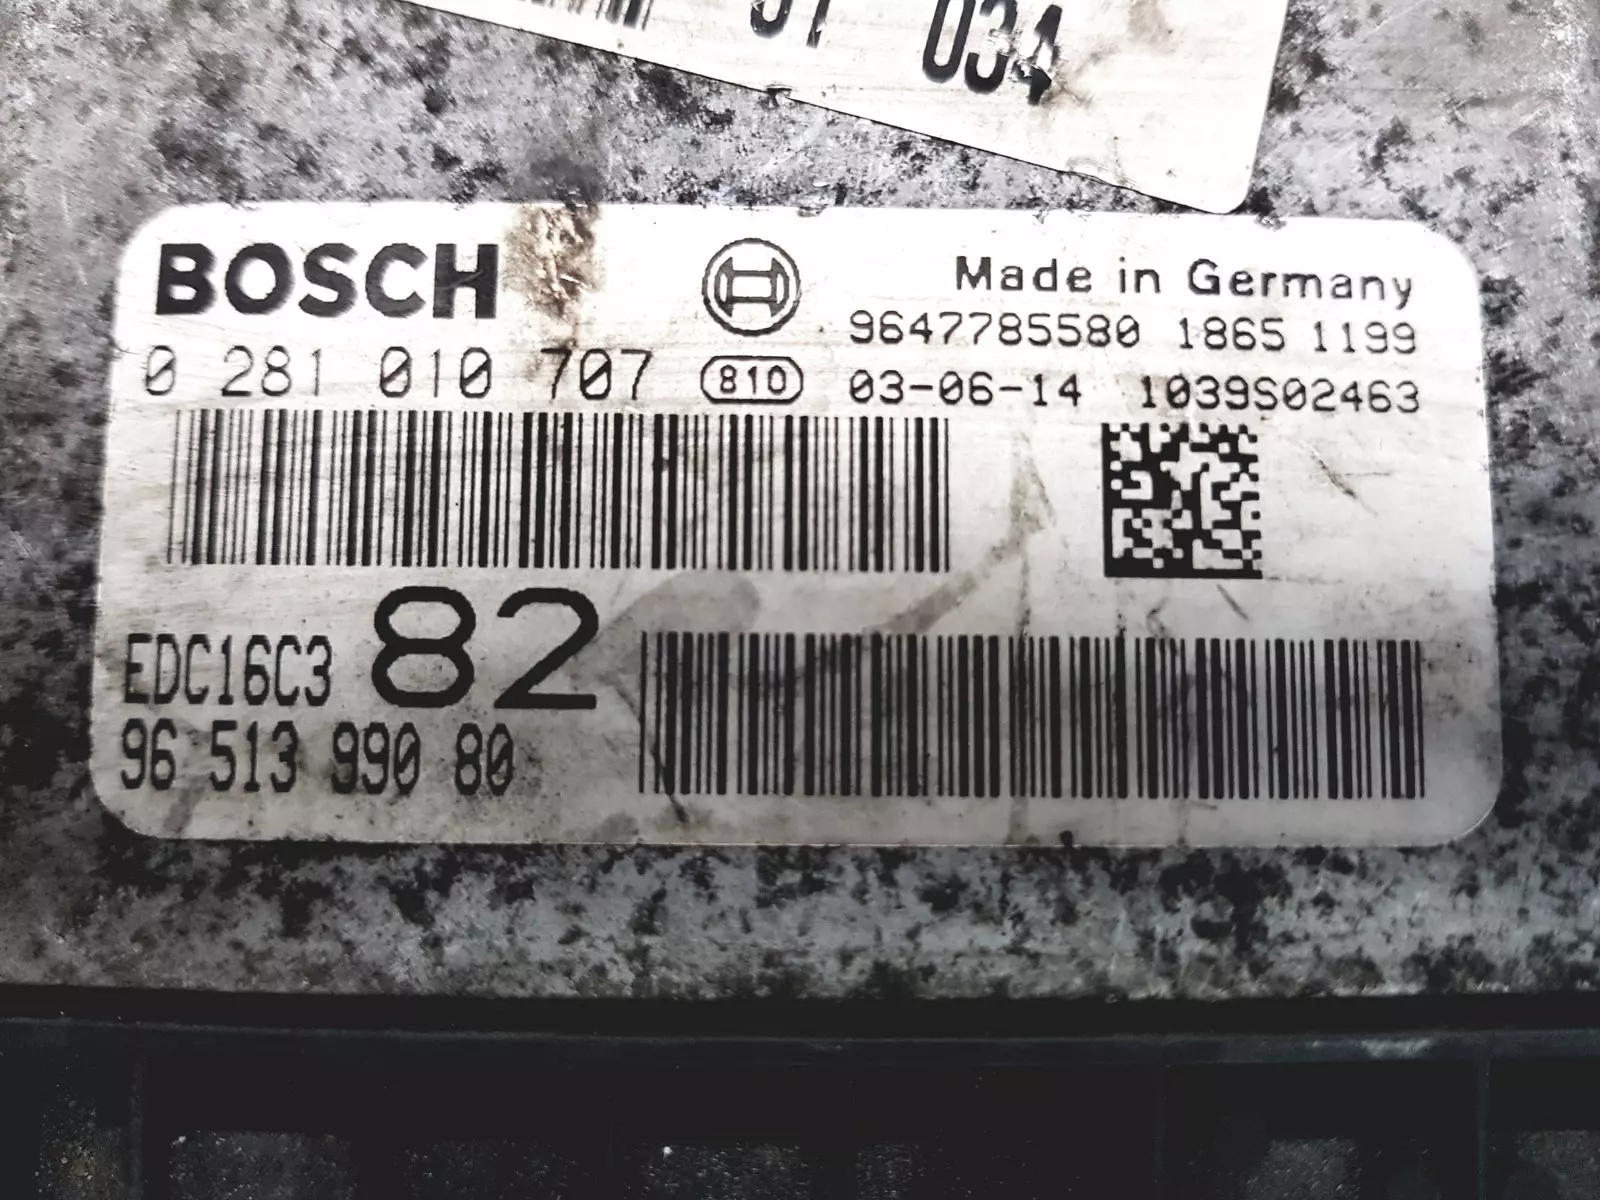 034
BOSCH
Made in Germany
9647785580 1865 1199
0 281 010 707 810 03-06-14 1039S02463
EDC16C3 82
96 513 990 80